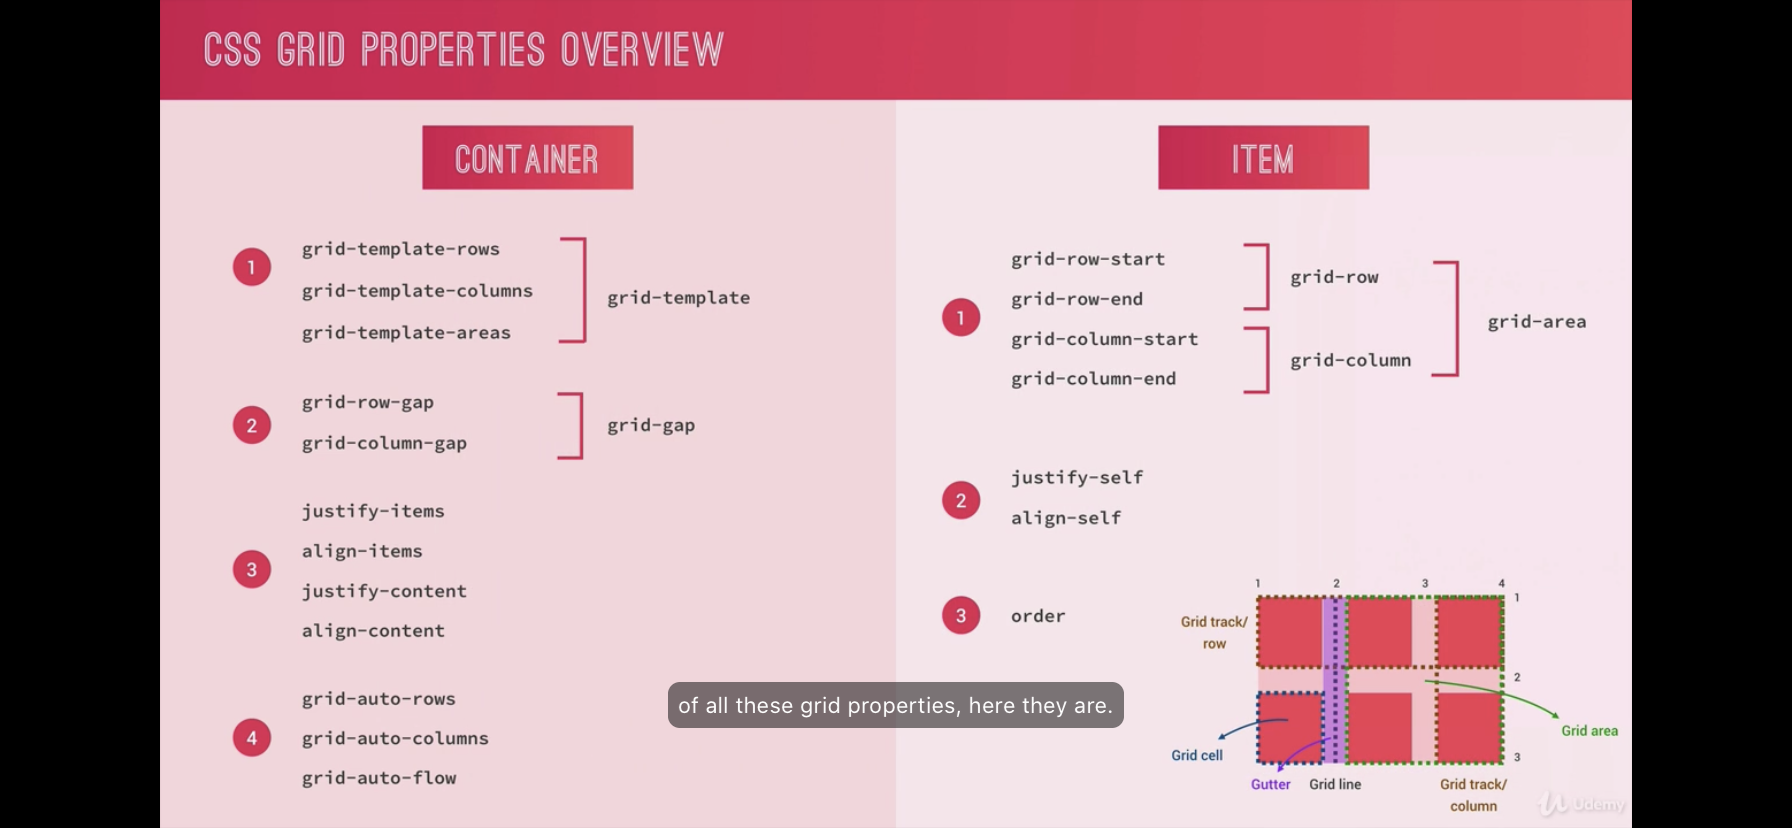 CSS GRID PROPERTIES OVERVIEW
CONTAINER
1
grid-template-rows
grid-template-columns
grid-template-areas
grid-template
2
grid-row-gap
grid-column-gap
grid-gap
3
justify-items
align-items
justify-content
align-content
4
grid-auto-rows
grid-auto-columns
grid-auto-flow
ITEM
1
grid-row-start
grid-row-end
grid-column-start
grid-column-end
grid-row
grid-column
grid-area
2
justify-self
align-self
3
order
1 2 3 4
1
2
3
Grid track/
row
Grid cell
Gutter
Grid line
Grid track/
column
Grid area
of all these grid properties, here they are.
Udemy